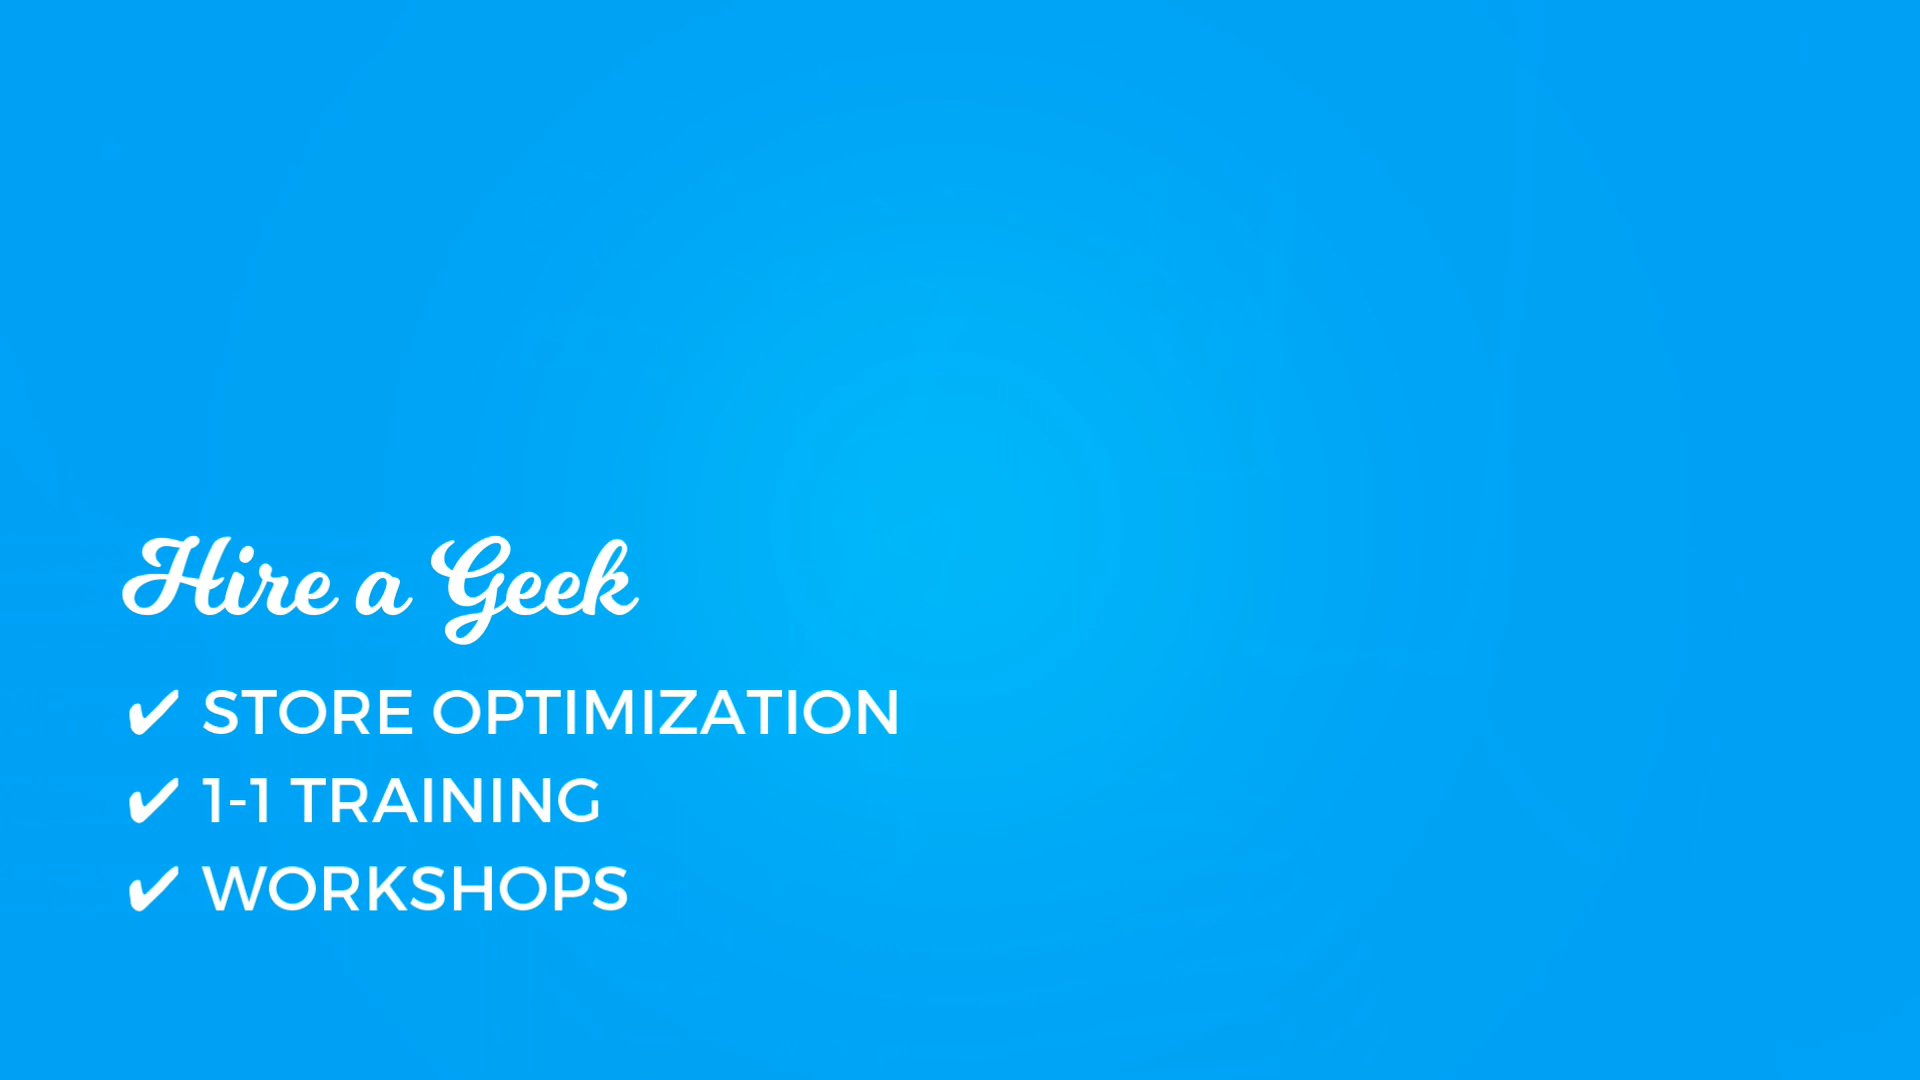 Hire a Geek
✔ STORE OPTIMIZATION
✔ 1-1 TRAINING
✔ WORKSHOPS